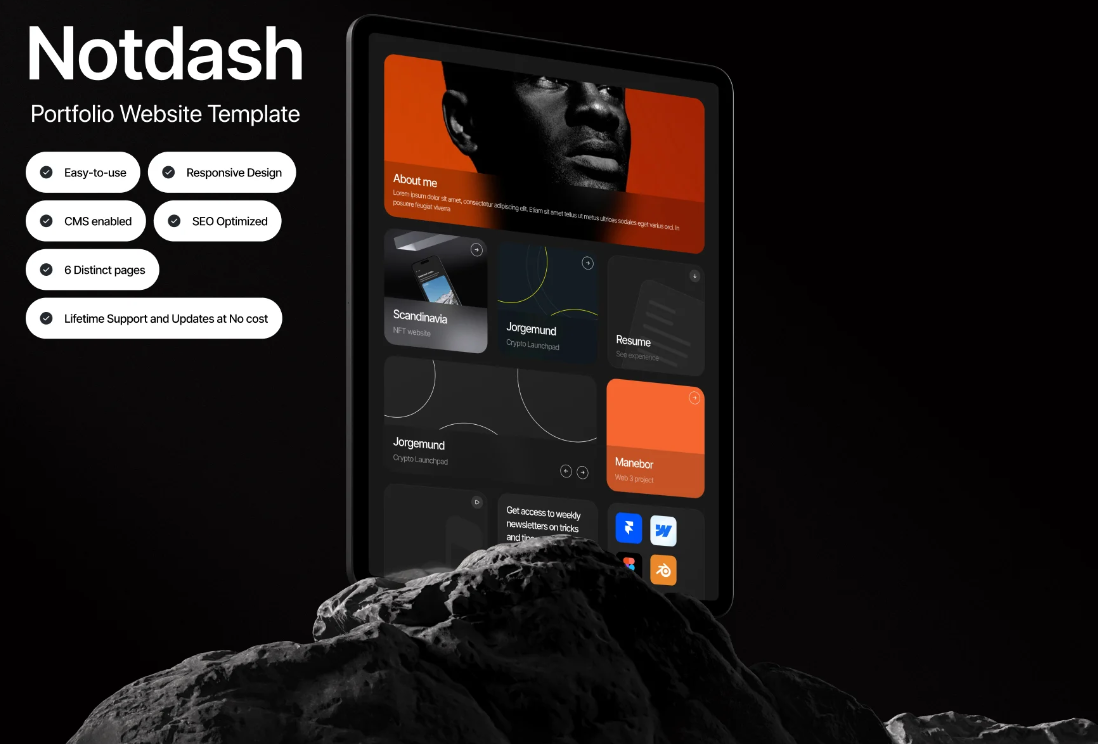 Notdash
Portfolio Website Template
Easy-to-use
Responsive Design
CMS enabled
SEO Optimized
6 Distinct pages
Lifetime Support and Updates at No cost
About me
Lorem ipsum dolor sit amet, consectetur adipiscing elit. Etiam sit amet tellus ut metus ultrices sodales eget varius orci. In
posuere feugiat viverra
Scandinavia
NFT website
Jorgemund
Crypto Launchpad
Resume
See experience
Jorgemund
Crypto Launchpad
Manebor
Web 3 project
Get access to weekly
newsletters on tricks
and tips